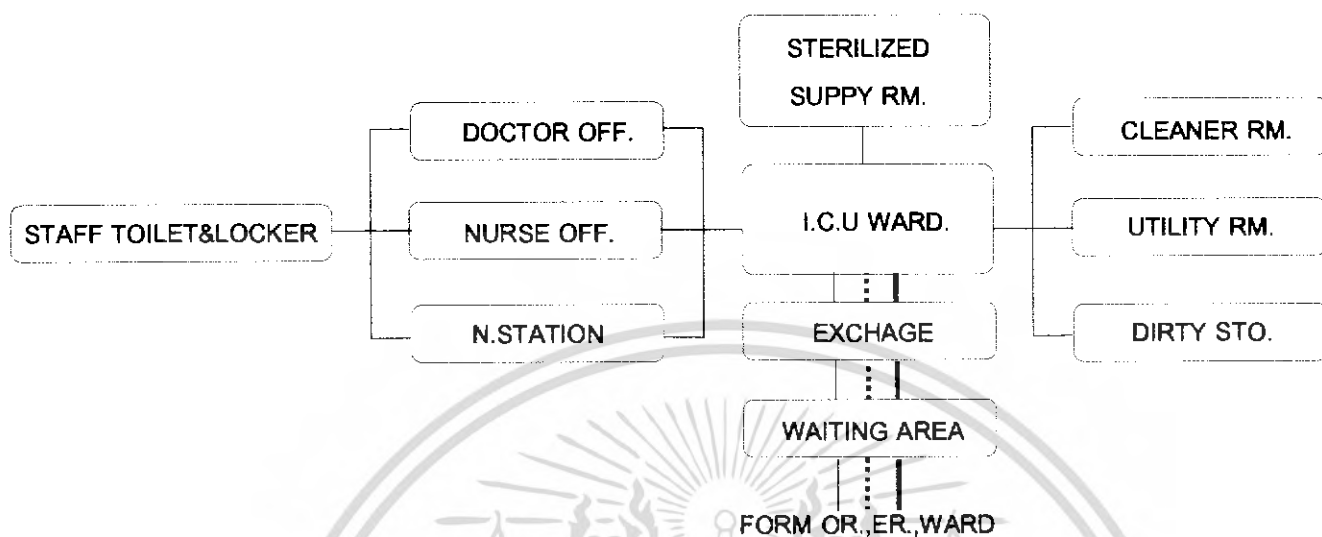 STERILIZED
SUPPY RM.
DOCTOR OFF.
CLEANER RM.
STAFF TOILET&LOCKER
NURSE OFF.
I.C.U WARD.
UTILITY RM.
N.STATION
EXCHAGE
DIRTY STO.
WAITING AREA
FORM OR.,ER.,WARD